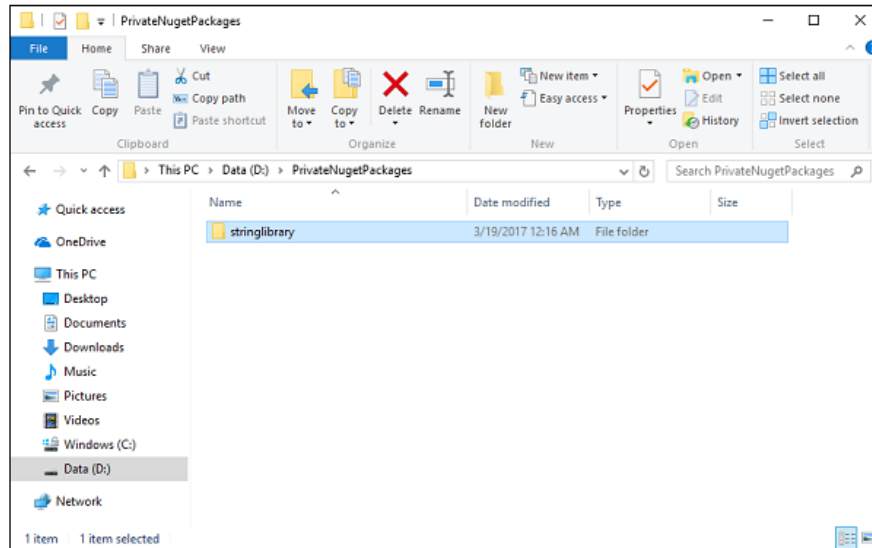 PrivateNugetPackages
File Home Share View
Pin to Quick access
Copy
Paste
Cut
Copy path
Paste shortcut
Move to
Copy to
Delete
Rename
New folder
New item
Easy access
Properties
Open
Edit
History
Select all
Select none
Invert selection
Clipboard Organize New Open Select
This PC > Data (D:) > PrivateNugetPackages
Search PrivateNugetPackages
Name Date modified Type Size
stringlibrary 3/19/2017 12:16 AM File folder
Quick access
OneDrive
This PC
Desktop
Documents
Downloads
Music
Pictures
Videos
Windows (C:)
Data (D:)
Network
1 item 1 item selected